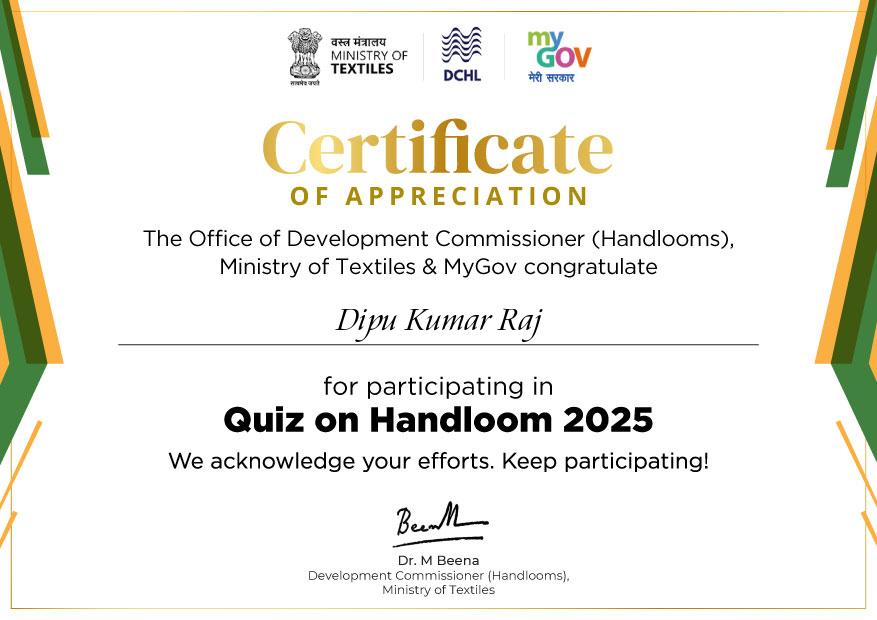 वस्त्र मंत्रालय
MINISTRY OF
TEXTILES
सत्यमेव जयते
DCHL
my
GOV
मेरी सरकार
Certificate
OF APPRECIATION
The Office of Development Commissioner (Handlooms),
Ministry of Textiles & MyGov congratulate
Dipu Kumar Raj
for participating in
Quiz on Handloom 2025
We acknowledge your efforts. Keep participating!
BeenaM
Dr. M Beena
Development Commissioner (Handlooms),
Ministry of Textiles